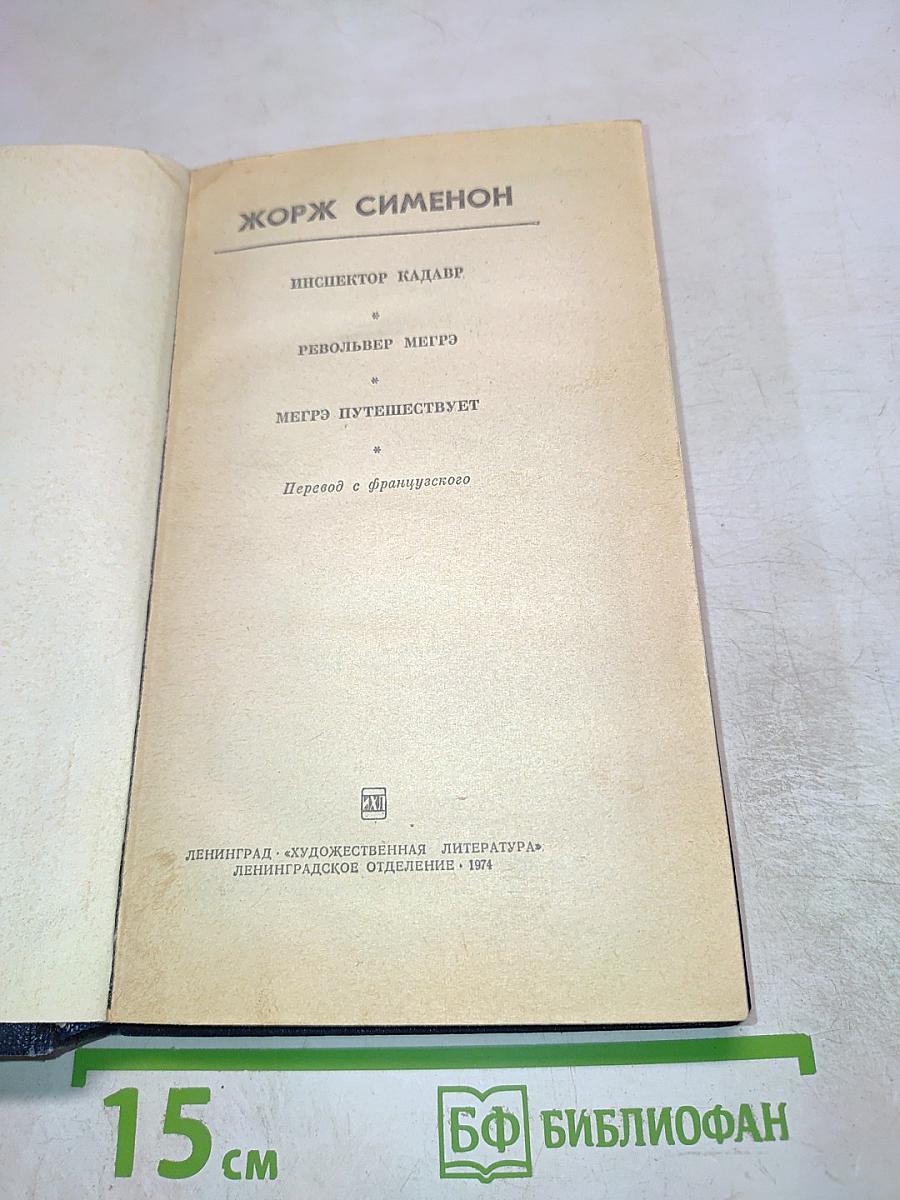 ЖОРЖ СИМЕНОН
ИНСПЕКТОР КАДАВР
*
РЕВОЛЬВЕР МЕГРЭ
*
МЕГРЭ ПУТЕШЕСТВУЕТ
*
Перевод с французского
ИХЛ
ЛЕНИНГРАД · «ХУДОЖЕСТВЕННАЯ ЛИТЕРАТУРА»
ЛЕНИНГРАДСКОЕ ОТДЕЛЕНИЕ · 1974
15 см
БФ БИБЛИОФАН